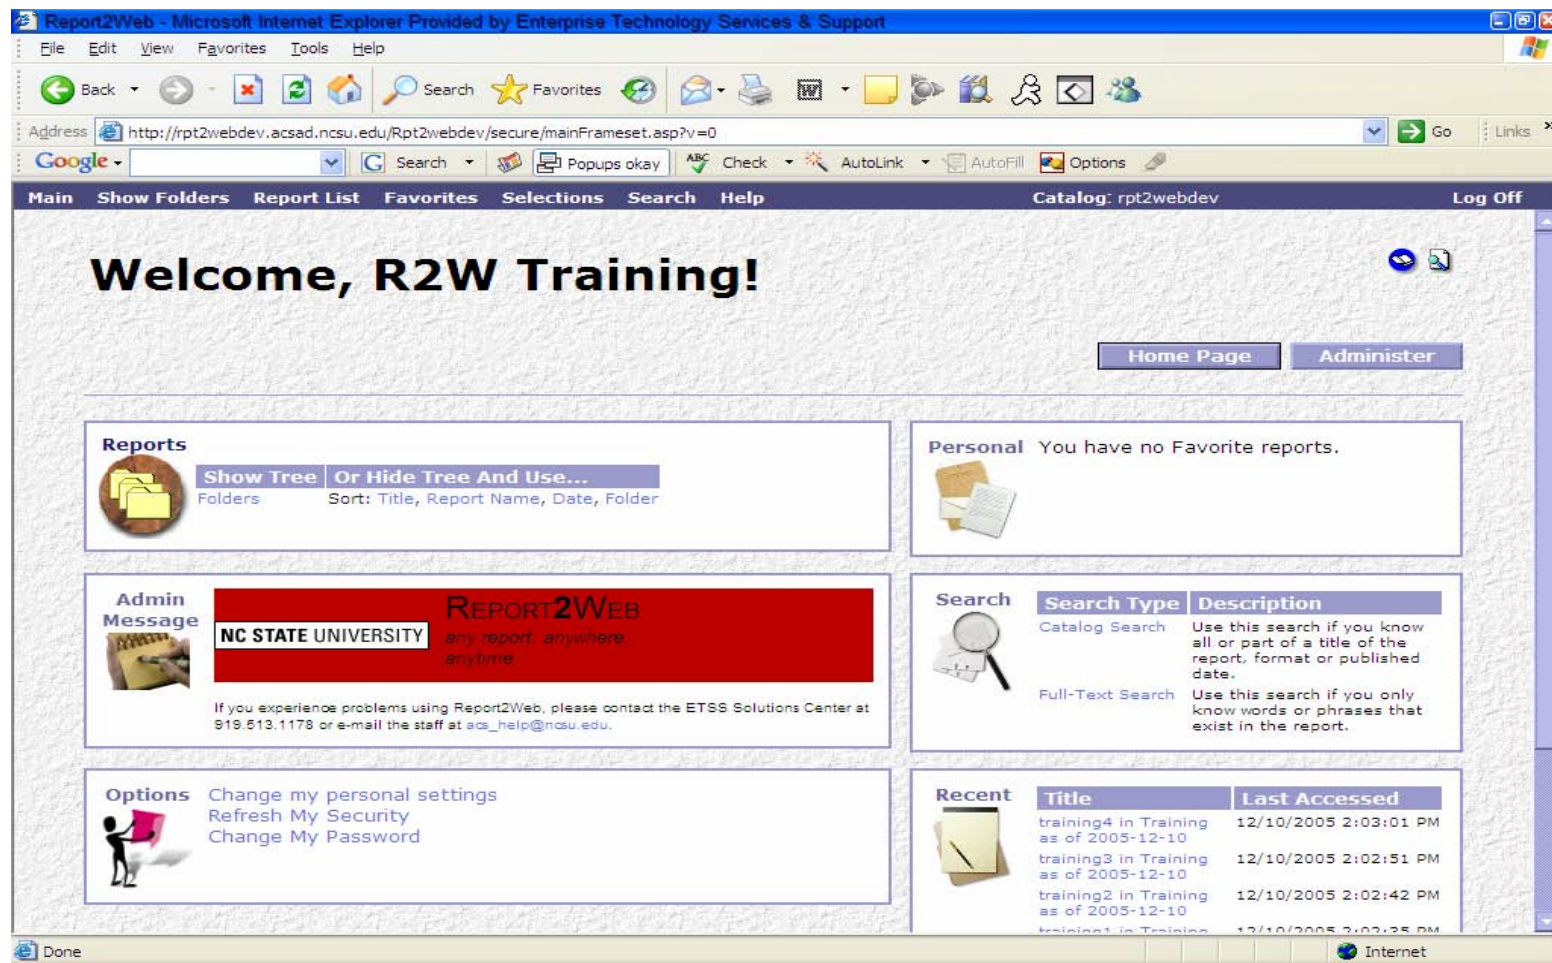 Report2Web - Microsoft Internet Explorer Provided by Enterprise Technology Services & Support
File Edit View Favorites Tools Help
Back Search Favorites
Address http://rpt2webdev.acsad.ncsu.edu/Rpt2webdev/secure/mainFrameset.asp?v=0 Go Links »
Google Search Popups okay ABC Check AutoLink AutoFill Options
Main Show Folders Report List Favorites Selections Search Help Catalog: rpt2webdev Log Off
Welcome, R2W Training!
Home Page Administer
Reports
Show Tree Or Hide Tree And Use...
Folders Sort: Title, Report Name, Date, Folder
Personal You have no Favorite reports.
Admin
Message
NC STATE UNIVERSITY
REPORT2WEB
any report. anywhere.
anytime
If you experience problems using Report2Web, please contact the ETSS Solutions Center at
919.513.1178 or e-mail the staff at acs_help@ncsu.edu.
Search Search Type Description
Catalog Search Use this search if you know
all or part of a title of the
report, format or published
date.
Full-Text Search Use this search if you only
know words or phrases that
exist in the report.
Options Change my personal settings
Refresh My Security
Change My Password
Recent Title Last Accessed
training4 in Training 12/10/2005 2:03:01 PM
as of 2005-12-10
training3 in Training 12/10/2005 2:02:51 PM
as of 2005-12-10
training2 in Training 12/10/2005 2:02:42 PM
as of 2005-12-10
training1 in Training 12/10/2005 2:02:35 PM
Done Internet